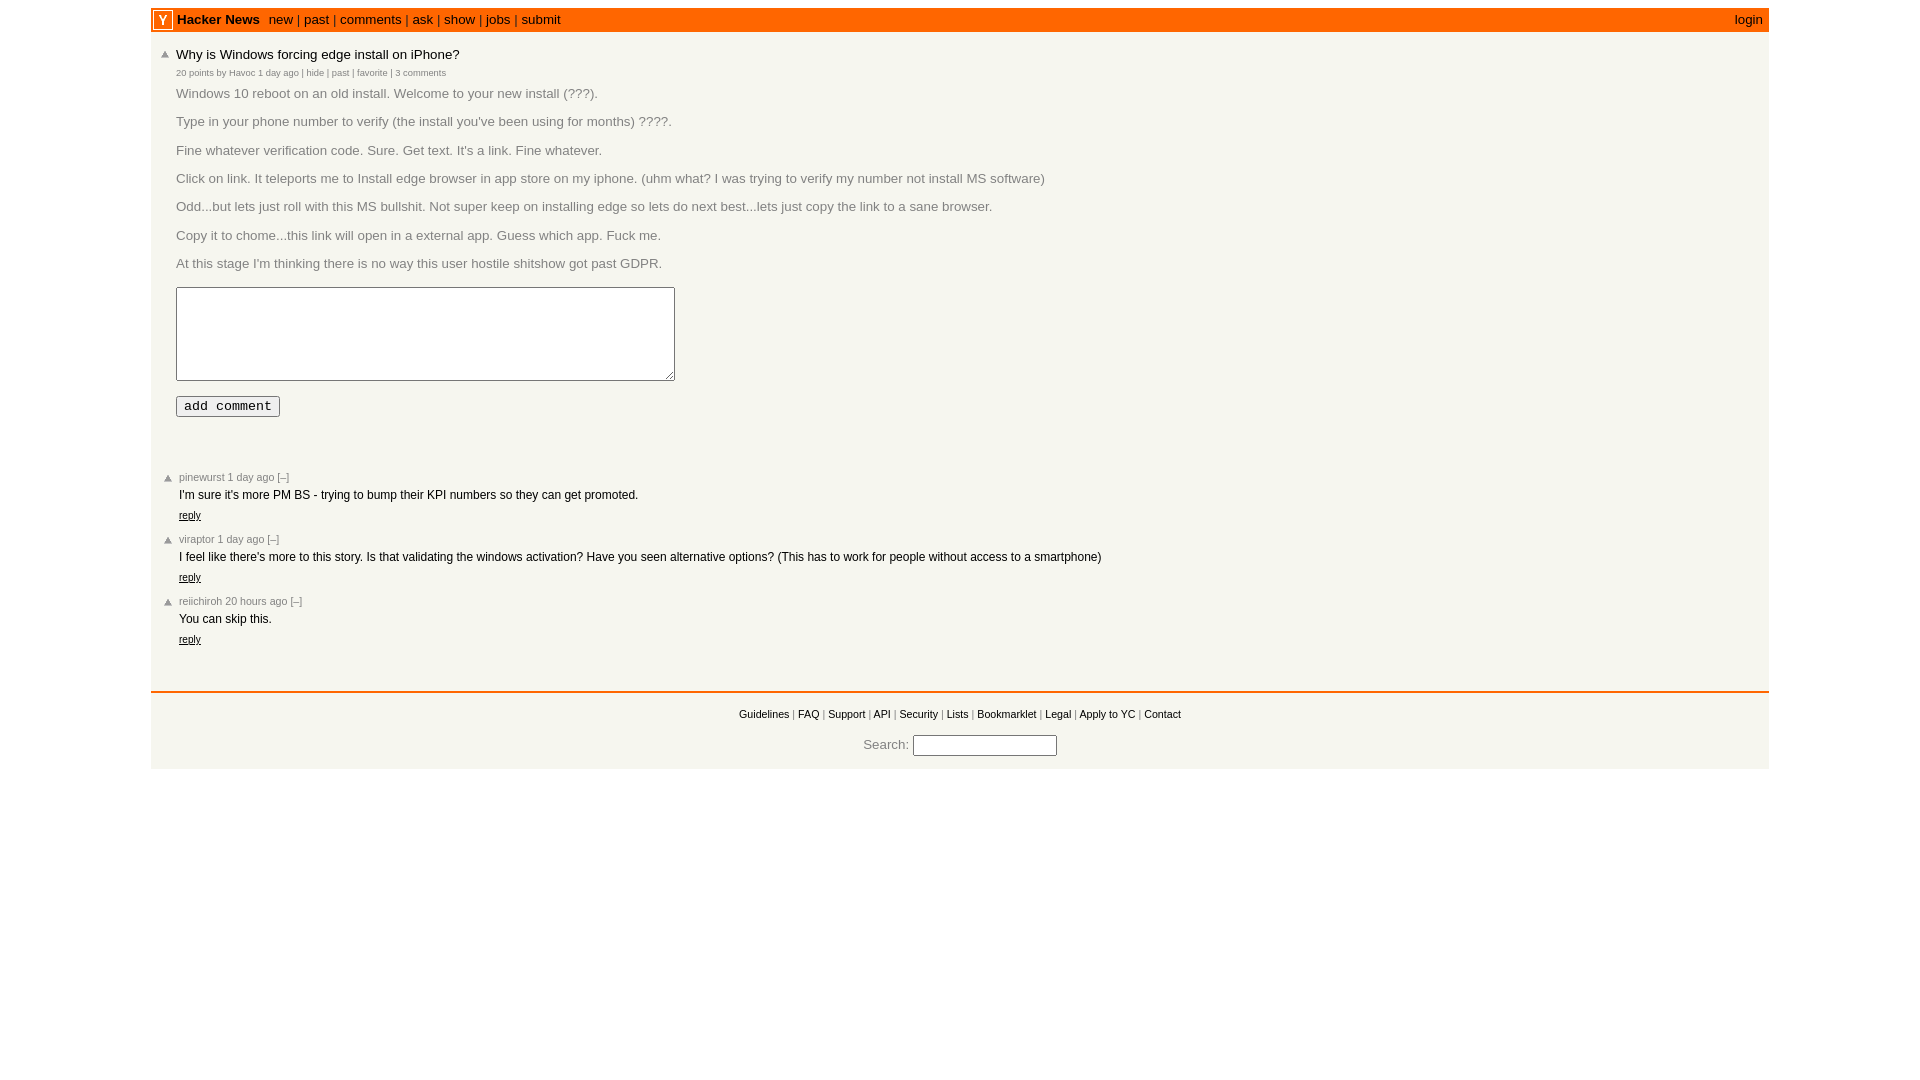 Y Hacker News new | past | comments | ask | show | jobs | submit login
Why is Windows forcing edge install on iPhone?
20 points by Havoc 1 day ago | hide | past | favorite | 3 comments
Windows 10 reboot on an old install. Welcome to your new install (???).
Type in your phone number to verify (the install you've been using for months) ????.
Fine whatever verification code. Sure. Get text. It's a link. Fine whatever.
Click on link. It teleports me to Install edge browser in app store on my iphone. (uhm what? I was trying to verify my number not install MS software)
Odd...but lets just roll with this MS bullshit. Not super keep on installing edge so lets do next best...lets just copy the link to a sane browser.
Copy it to chome...this link will open in a external app. Guess which app. Fuck me.
At this stage I'm thinking there is no way this user hostile shitshow got past GDPR.
add comment
pinewurst 1 day ago [–]
I'm sure it's more PM BS - trying to bump their KPI numbers so they can get promoted.
reply
viraptor 1 day ago [–]
I feel like there's more to this story. Is that validating the windows activation? Have you seen alternative options? (This has to work for people without access to a smartphone)
reply
reiichiroh 20 hours ago [–]
You can skip this.
reply
Guidelines | FAQ | Support | API | Security | Lists | Bookmarklet | Legal | Apply to YC | Contact
Search: